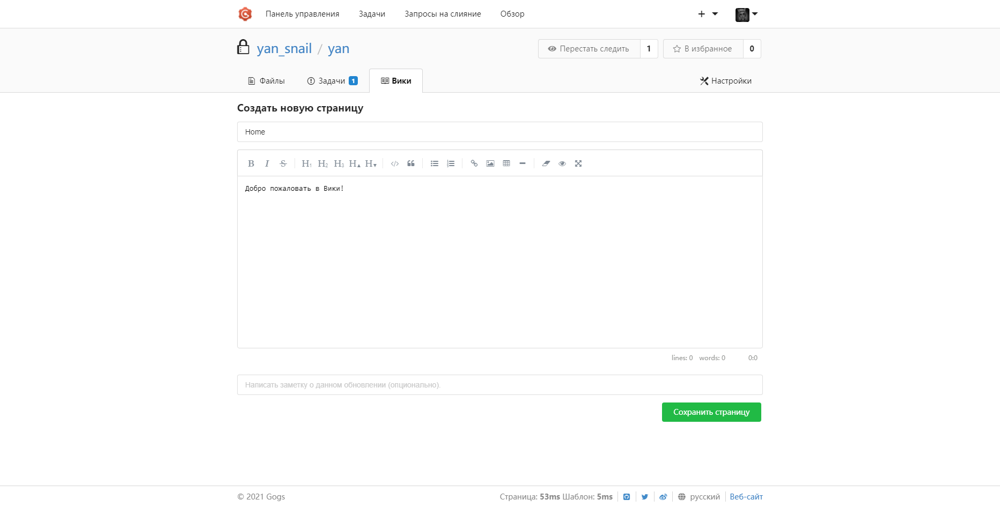 Панель управления Задачи Запросы на слияние Обзор
yan_snail / yan
Перестать следить 1 В избранное 0
Файлы Задачи 1 Вики Настройки
Создать новую страницу
Home
B I S H1 H2 H3 H▲ H▼
Добро пожаловать в Вики!
lines: 0 words: 0 0:0
Написать заметку о данном обновлении (опционально).
Сохранить страницу
© 2021 Gogs Страница: 53ms Шаблон: 5ms русский Веб-сайт